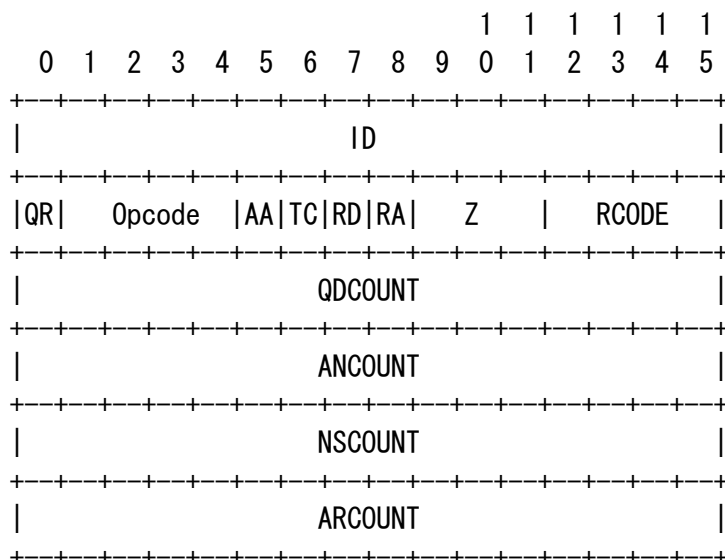 1  1  1  1  1  1
  0  1  2  3  4  5  6  7  8  9  0  1  2  3  4  5
+--+--+--+--+--+--+--+--+--+--+--+--+--+--+--+--+
|                      ID                       |
+--+--+--+--+--+--+--+--+--+--+--+--+--+--+--+--+
|QR|   Opcode  |AA|TC|RD|RA|   Z    |   RCODE   |
+--+--+--+--+--+--+--+--+--+--+--+--+--+--+--+--+
|                    QDCOUNT                    |
+--+--+--+--+--+--+--+--+--+--+--+--+--+--+--+--+
|                    ANCOUNT                    |
+--+--+--+--+--+--+--+--+--+--+--+--+--+--+--+--+
|                    NSCOUNT                    |
+--+--+--+--+--+--+--+--+--+--+--+--+--+--+--+--+
|                    ARCOUNT                    |
+--+--+--+--+--+--+--+--+--+--+--+--+--+--+--+--+